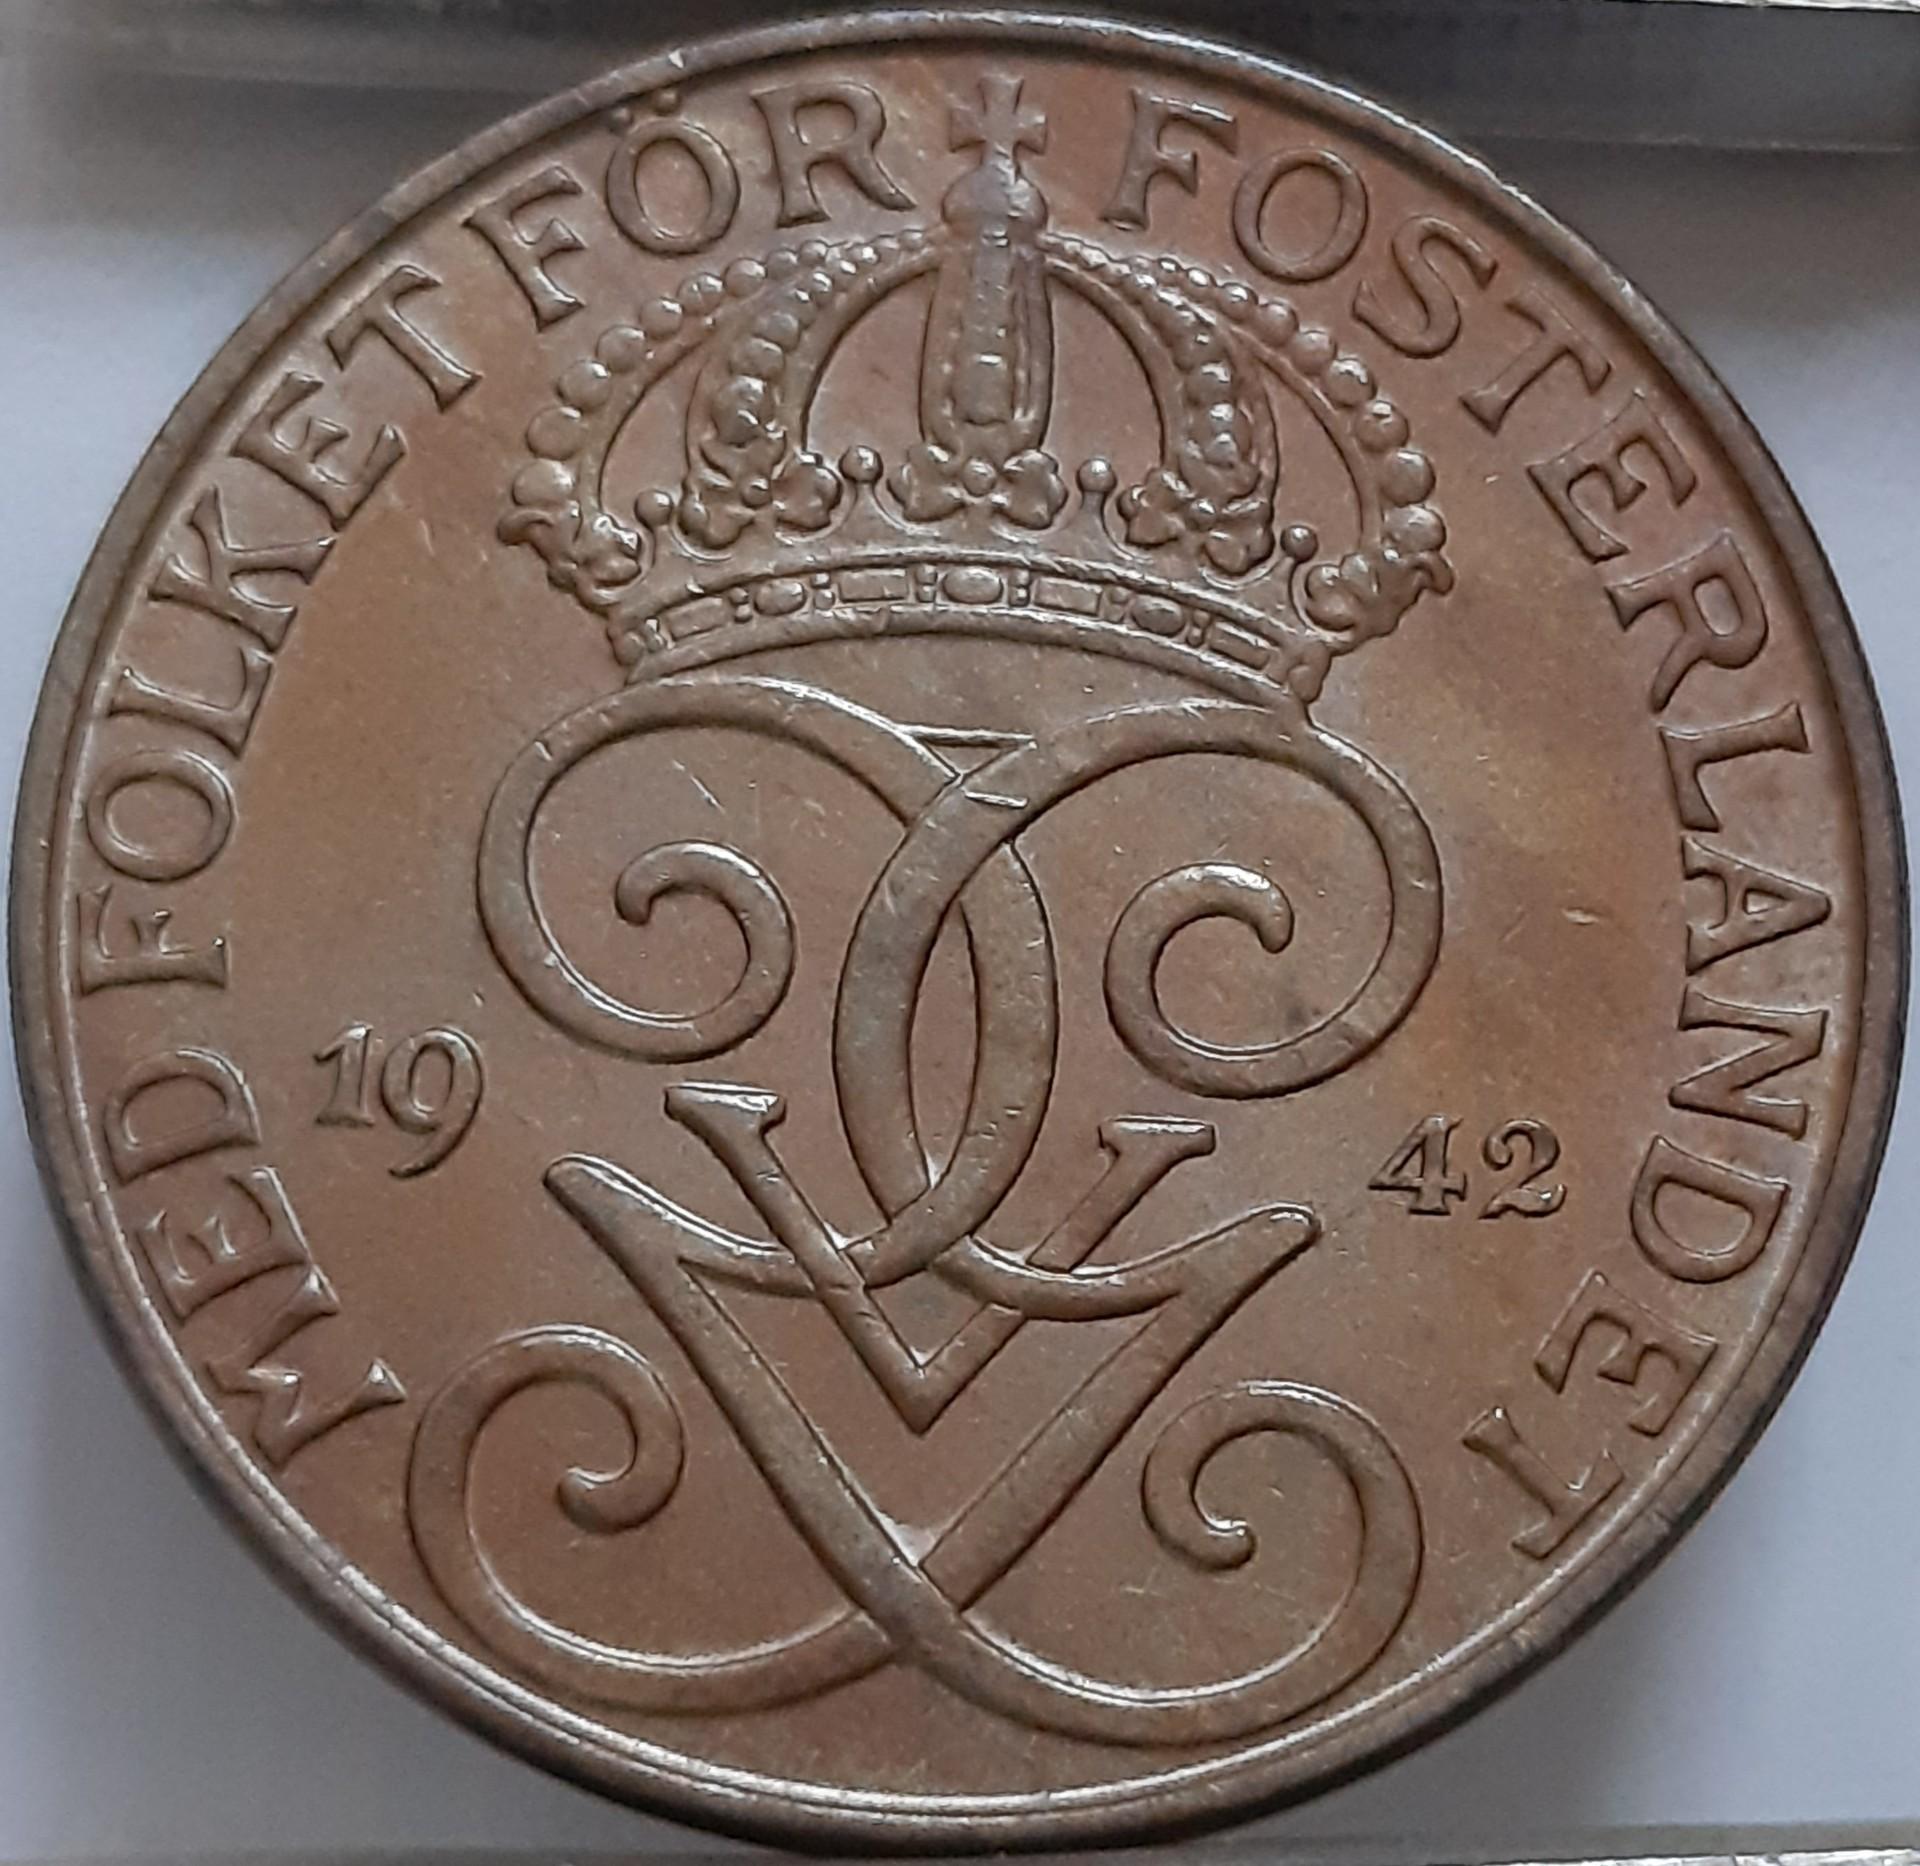 MED FOLKET FÖR FOSTERLANDET
19 42